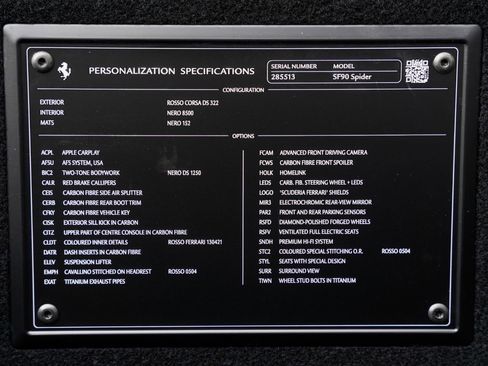 PERSONALIZATION SPECIFICATIONS
SERIAL NUMBER MODEL
285513 SF90 Spider
CONFIGURATION
EXTERIOR ROSSO CORSA DS 322
INTERIOR NERO 8500
MATS NERO 152
OPTIONS
ACPL APPLE CARPLAY
AFSU AFS SYSTEM, USA
BIC2 TWO-TONE BODYWORK NERO DS 1250
CALR RED BRAKE CALLIPERS
CEIS CARBON FIBRE SIDE AIR SPLITTER
CERB CARBON FIBRE REAR BOOT TRIM
CFKY CARBON FIBRE VEHICLE KEY
CISK EXTERIOR SILL KICK IN CARBON
CITZ UPPER PART OF CENTRE CONSOLE IN CARBON FIBRE
CLDT COLOURED INNER DETAILS ROSSO FERRARI 130421
DATR DASH INSERTS IN CARBON FIBRE
ELEV SUSPENSION LIFTER
EMPH CAVALLINO STITCHED ON HEADREST ROSSO 0504
EXAT TITANIUM EXHAUST PIPES
FCAM ADVANCED FRONT DRIVING CAMERA
FCWS CARBON FIBRE FRONT SPOILER
HOLK HOMELINK
LEDS CARB. FIB. STEERING WHEEL + LEDS
LOGO "SCUDERIA FERRARI" SHIELDS
MIR3 ELECTROCHROMIC REAR-VIEW MIRROR
PAR2 FRONT AND REAR PARKING SENSORS
RSFD DIAMOND-POLISHED FORGED WHEELS
RSFV VENTILATED FULL ELECTRIC SEATS
SNDH PREMIUM HI-FI SYSTEM
STC2 COLOURED SPECIAL STITCHING O.R. ROSSO 0504
STYL SEATS WITH SPECIAL DESIGN
SURR SURROUND VIEW
TIWN WHEEL STUD BOLTS IN TITANIUM